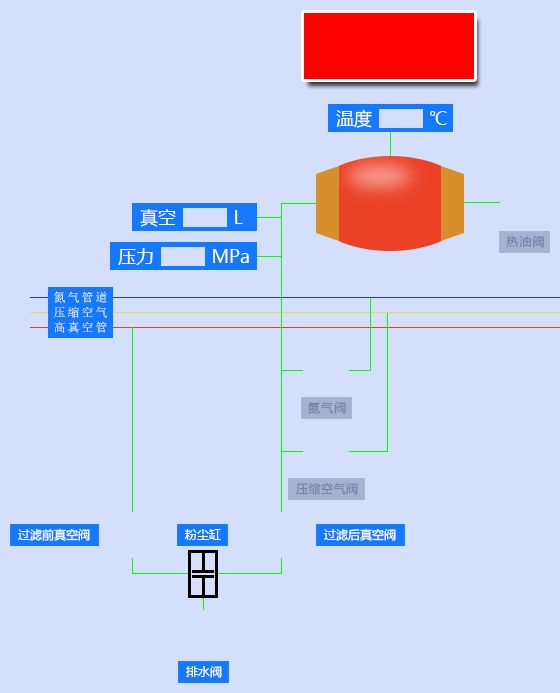 温度 ℃
真空 L
压力 MPa
热油阀
氮气管道
压缩空气
高真空管
氮气阀
压缩空气阀
过滤前真空阀
粉尘缸
过滤后真空阀
排水阀